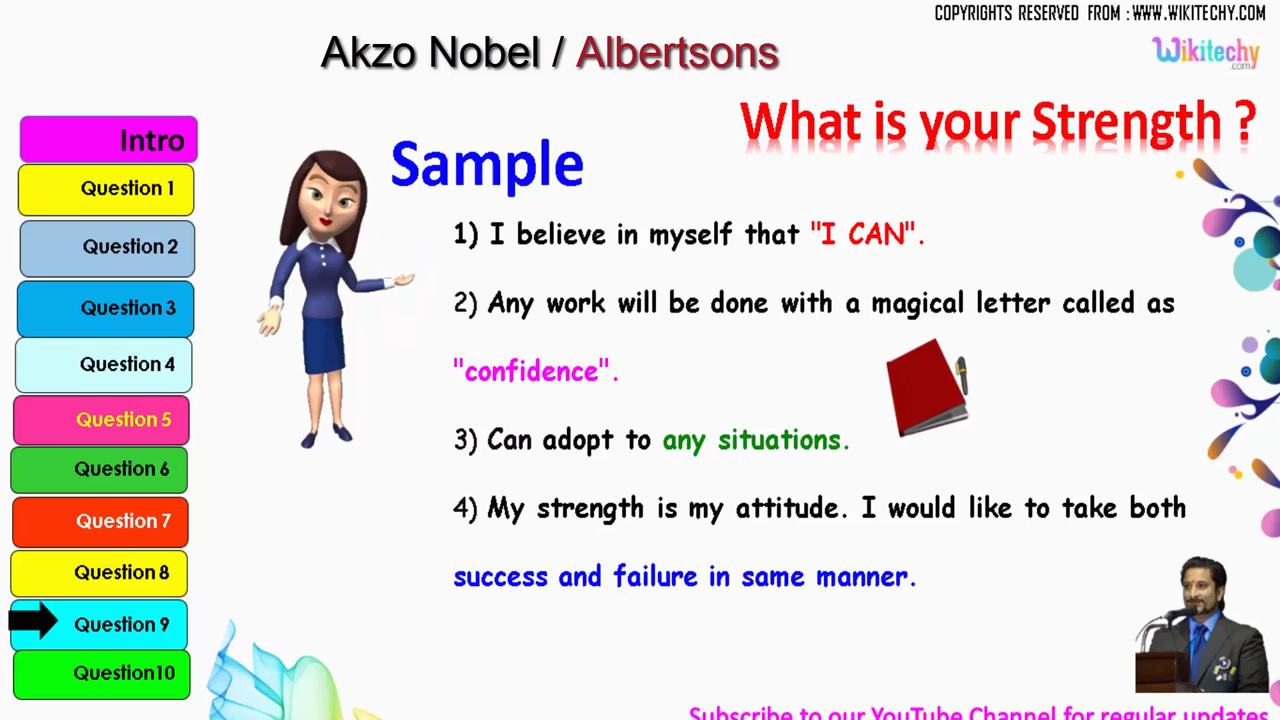 COPYRIGHTS RESERVED FROM : WWW.WIKITECHY.COM
Akzo Nobel / Albertsons
Wikitechy
.com
What is your Strength ?
Sample
Intro
Question 1
Question 2
Question 3
Question 4
Question 5
Question 6
Question 7
Question 8
Question 9
Question10
1) I believe in myself that "I CAN".
2) Any work will be done with a magical letter called as
"confidence".
3) Can adopt to any situations.
4) My strength is my attitude. I would like to take both
success and failure in same manner.
Subscribe to our YouTube Channel for regular updates